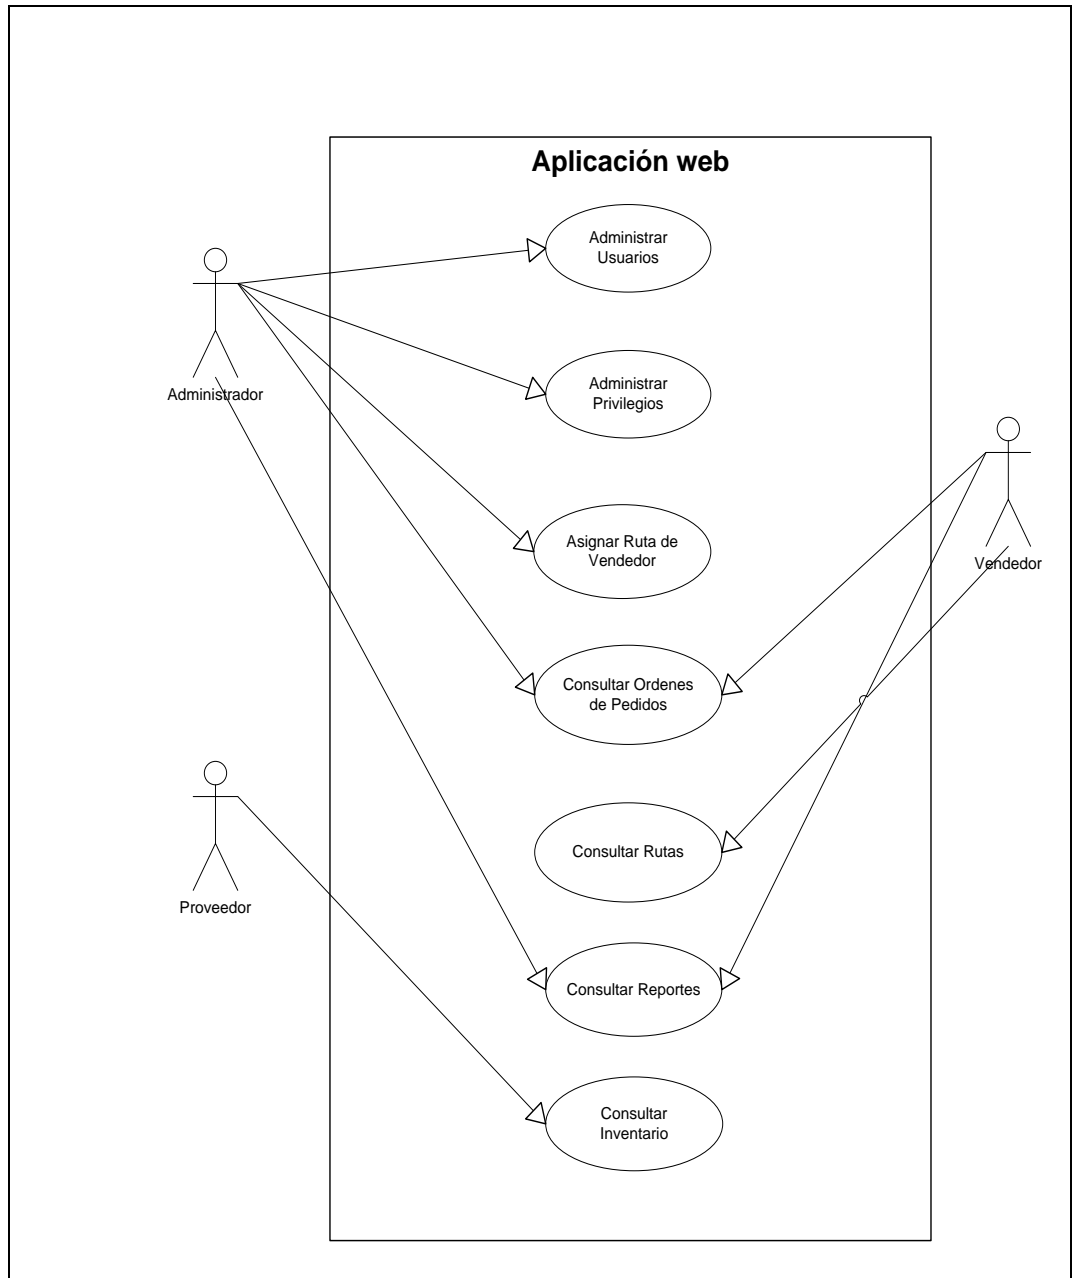 Aplicación web
Administrar
Usuarios
Administrador
Administrar
Privilegios
Asignar Ruta de
Vendedor
Vendedor
Consultar Ordenes
de Pedidos
Consultar Rutas
Proveedor
Consultar Reportes
Consultar
Inventario